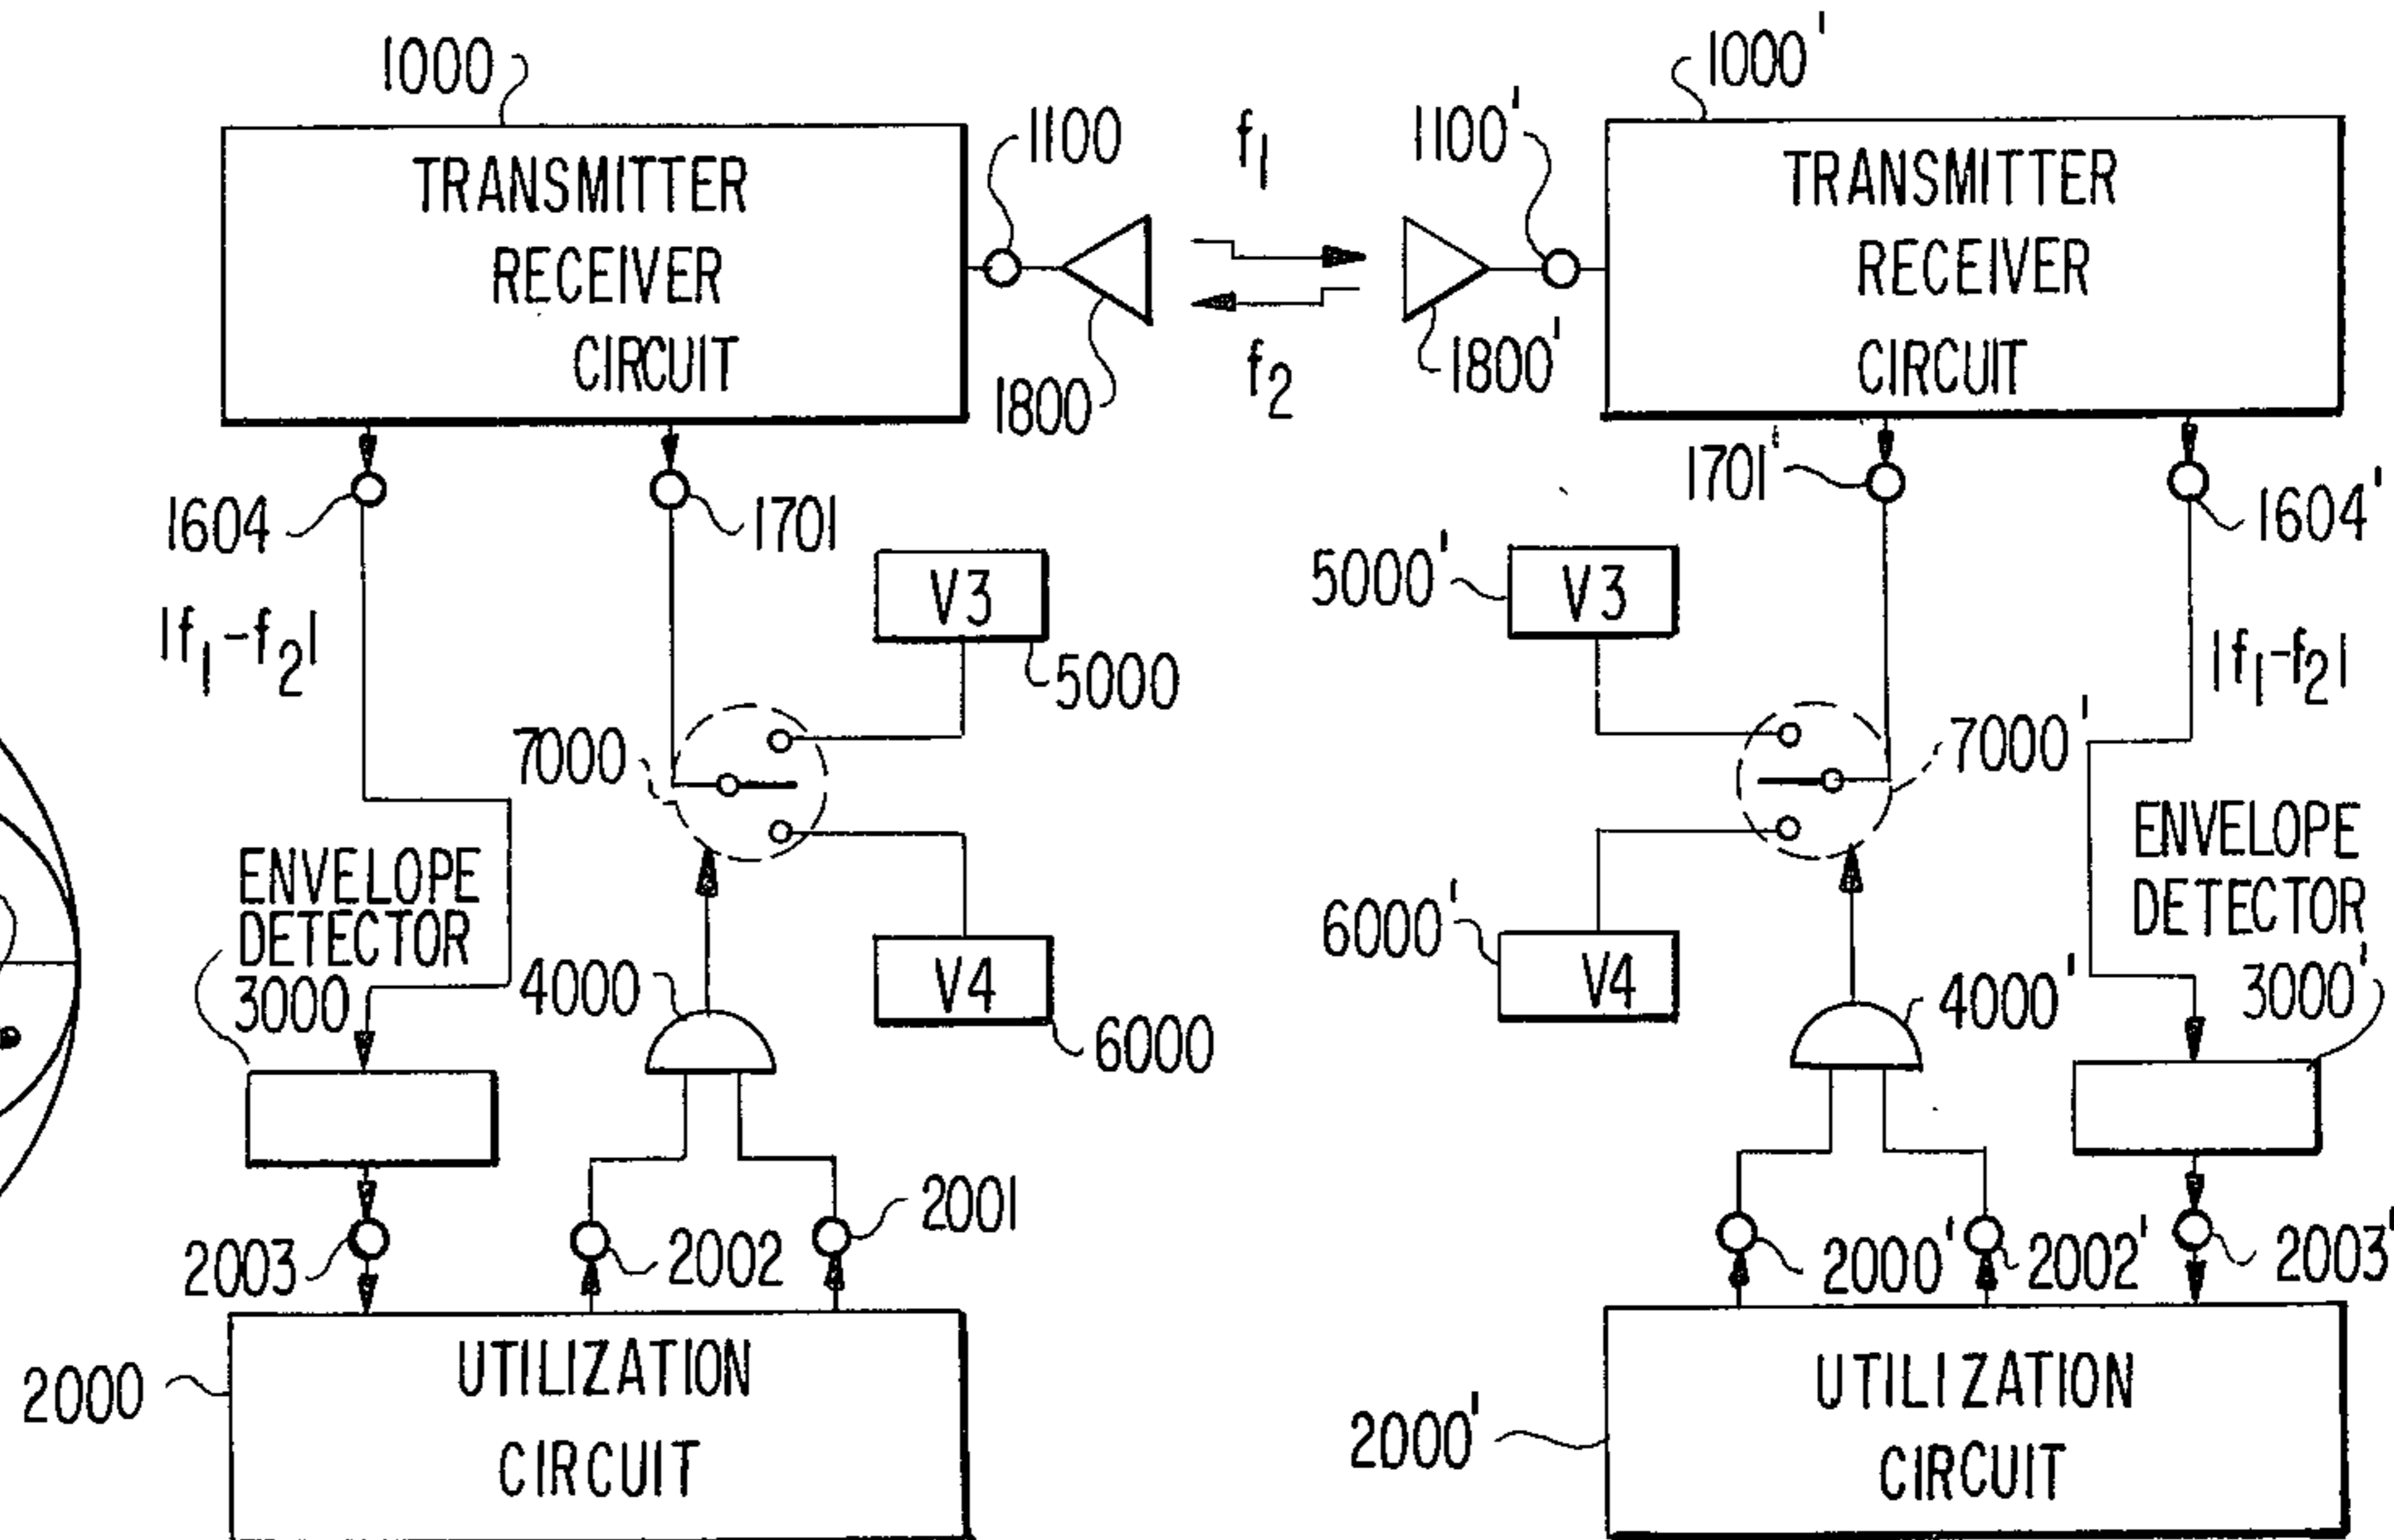 1000
1000'
TRANSMITTER
RECEIVER
CIRCUIT
1100
f1
1100'
TRANSMITTER
RECEIVER
CIRCUIT
1800
f2
1800'
1604
1701
1701'
1604'
|f1-f2|
V3
5000
5000'
V3
|f1-f2|
7000
7000'
ENVELOPE
DETECTOR
3000
4000
V4
6000
6000'
V4
4000'
ENVELOPE
DETECTOR
3000'
2003
2002
2001
2000'
2002'
2003'
2000
UTILIZATION
CIRCUIT
2000'
UTILIZATION
CIRCUIT